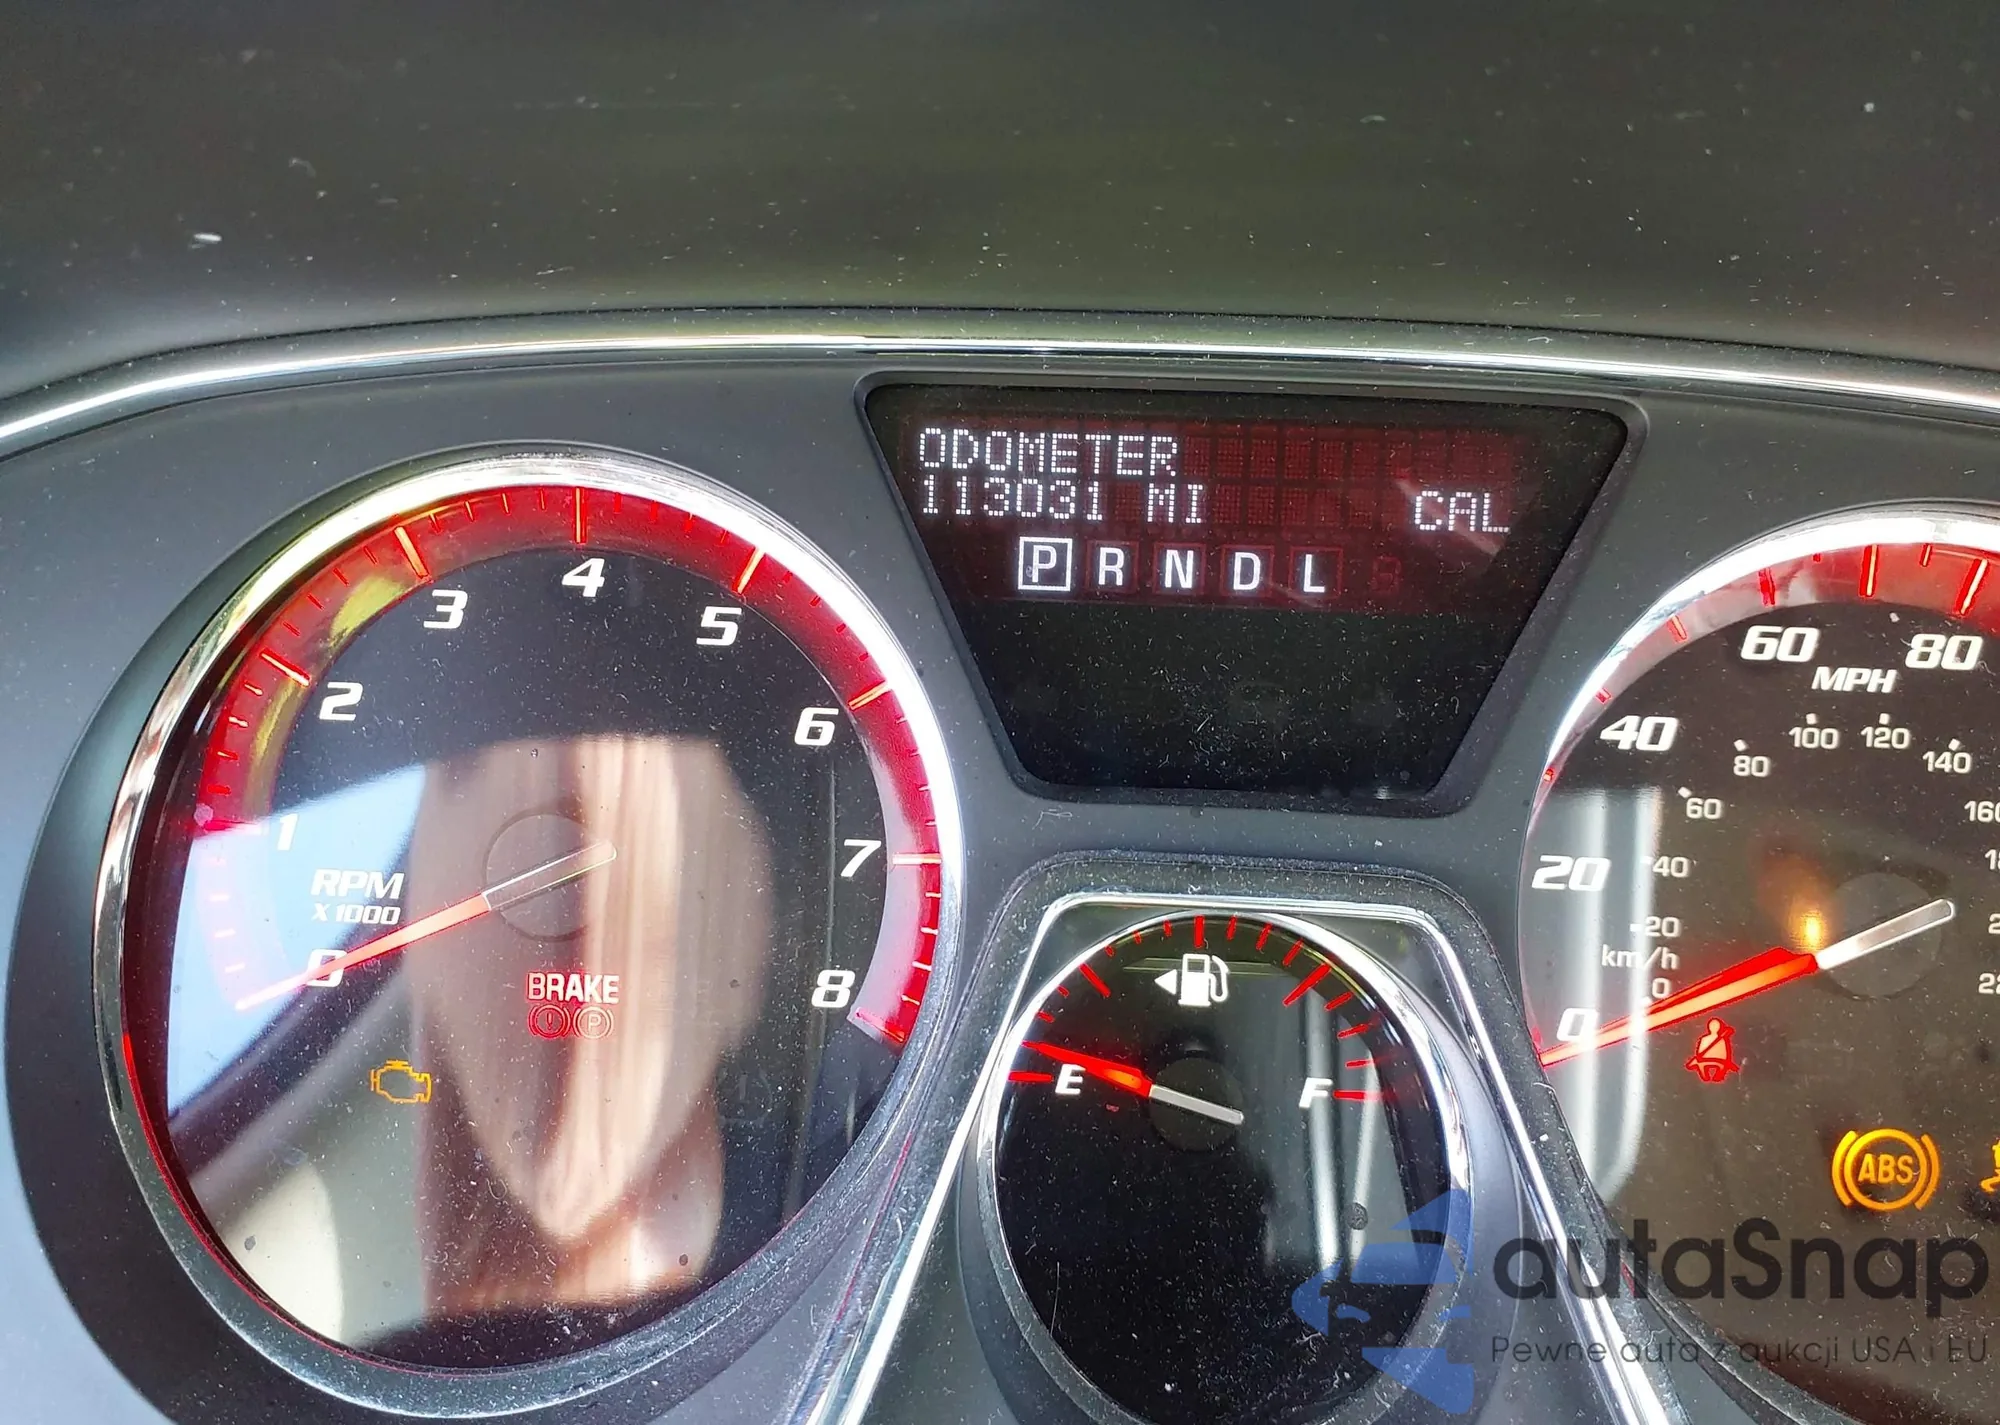 ODOMETER
113031 MI CAL
P R N D L
0 1 2 3 4 5 6 7 8
RPM
X 1000
BRAKE
P
E F
0 20 40 60 80
MPH
0 20 40 60 80 100 120 140
km/h
ABS
autaSnap
Pewne auta z aukcji USA i EU